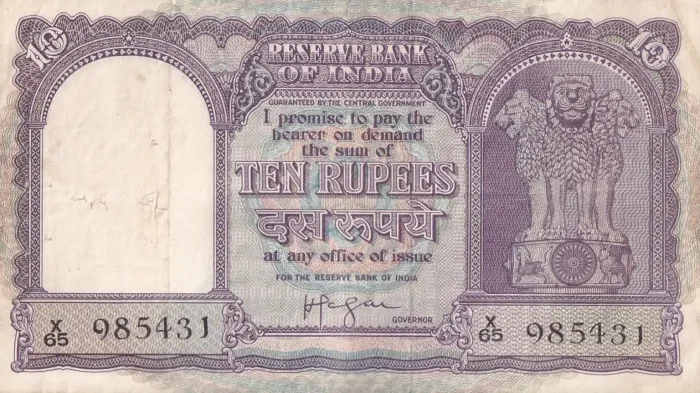 10 10
RESERVE BANK
OF INDIA
GUARANTEED BY THE CENTRAL GOVERNMENT
I promise to pay the
bearer on demand
the sum of
TEN RUPEES
दस रुपये
at any office of issue
FOR THE RESERVE BANK OF INDIA
GOVERNOR
X/65 985431 X/65 985431